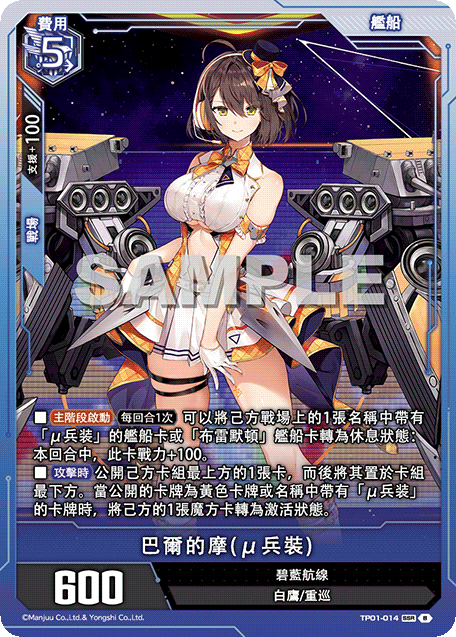 費用
艦船
5
支援+100
戰場
SAMPLE
■ 主階段啟動 每回合1次 可以將己方戰場上的1張名稱中帶有
「μ兵装」的艦船卡或「布雷默頓」艦船卡轉為休息狀態:
本回合中，此卡戰力+100。
■ 攻擊時 公開己方卡組最上方的1張卡，而後將其置於卡組
最下方。當公開的卡牌為黃色卡牌或名稱中帶有「μ兵装」
的卡牌時，將己方的1張魔方卡轉為激活狀態。
巴爾的摩(μ兵裝)
600
碧藍航線
白鷹/重巡
©Manjuu Co.,Ltd.& Yongshi Co.,Ltd.
TP01-014 SSR B